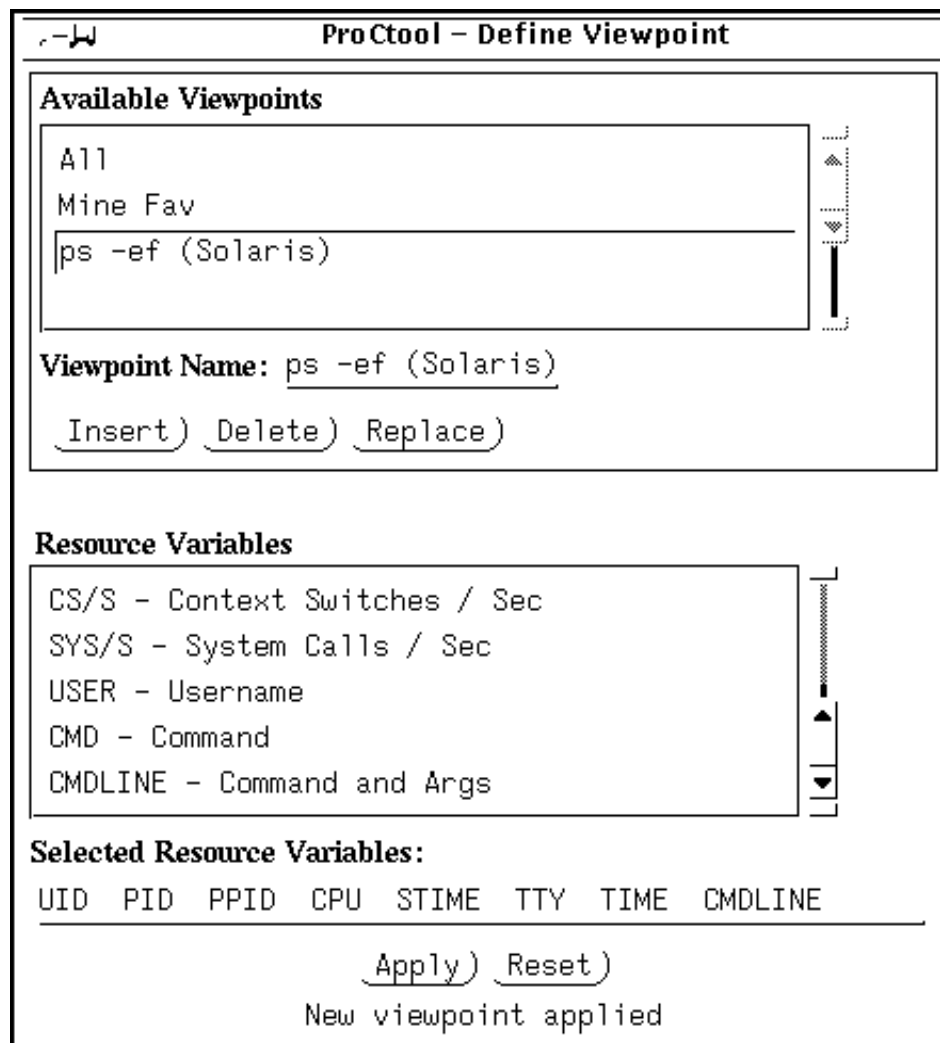 ProCtool – Define Viewpoint
Available Viewpoints
All
Mine Fav
ps -ef (Solaris)
Viewpoint Name: ps -ef (Solaris)
Insert Delete Replace
Resource Variables
CS/S - Context Switches / Sec
SYS/S - System Calls / Sec
USER - Username
CMD - Command
CMDLINE - Command and Args
Selected Resource Variables:
UID PID PPID CPU STIME TTY TIME CMDLINE
Apply Reset
New viewpoint applied